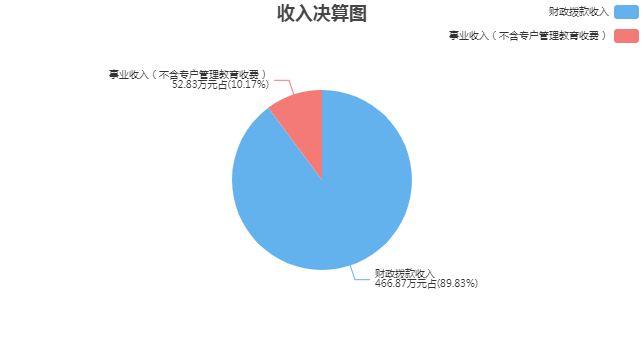 收入决算图
财政拨款收入
事业收入（不含专户管理教育收费）
事业收入（不含专户管理教育收费）
52.83万元占(10.17%)
财政拨款收入
466.87万元占(89.83%)